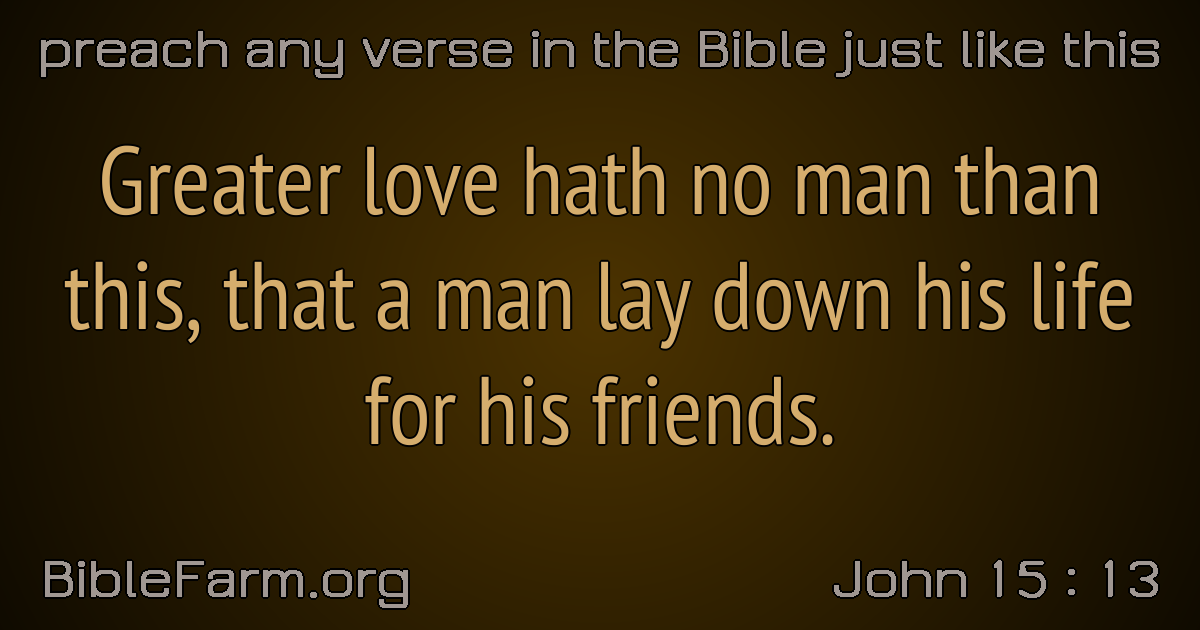 preach any verse in the Bible just like this
Greater love hath no man than
this, that a man lay down his life
for his friends.
BibleFarm.org
John 15 : 13